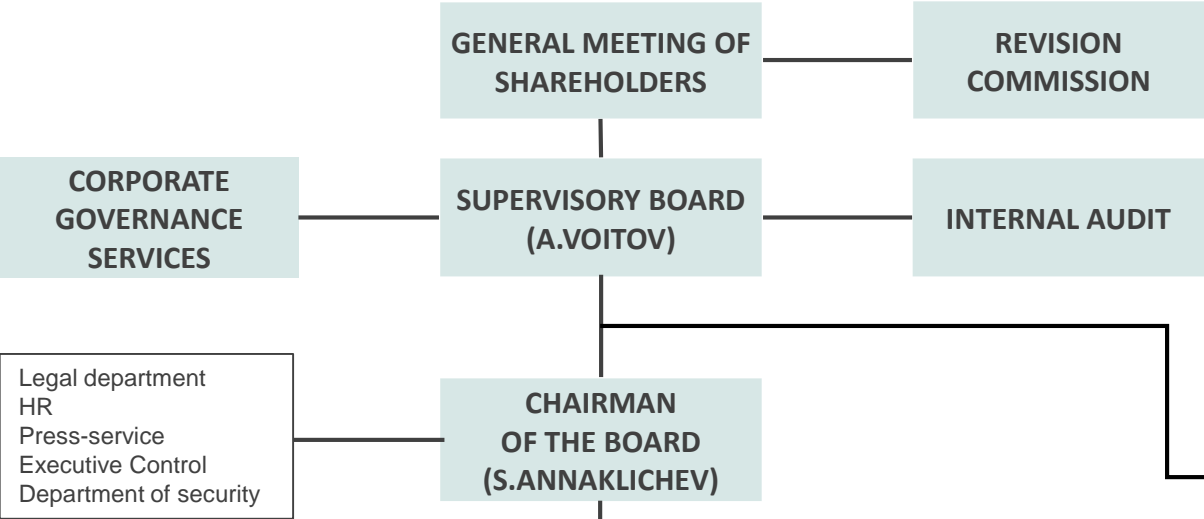 GENERAL MEETING OF
SHAREHOLDERS
REVISION
COMMISSION
CORPORATE
GOVERNANCE
SERVICES
SUPERVISORY BOARD
(A.VOITOV)
INTERNAL AUDIT
Legal department
HR
Press-service
Executive Control
Department of security
CHAIRMAN
OF THE BOARD
(S.ANNAKLICHEV)